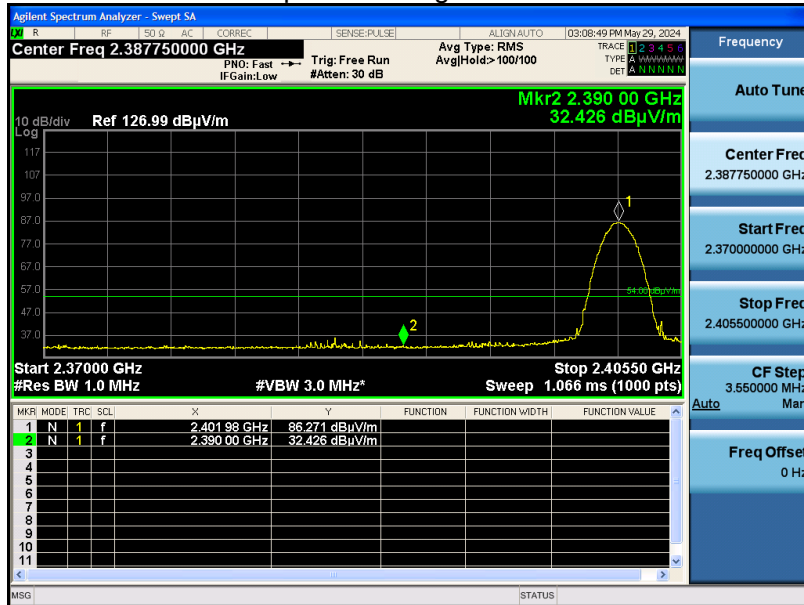 Agilent Spectrum Analyzer - Swept SA
LXI R RF 50 Ω AC CORREC SENSE:PULSE ALIGN AUTO 03:08:49 PM May 29, 2024
Center Freq 2.387750000 GHz
PNO: Fast
IFGain:Low
Trig: Free Run
#Atten: 30 dB
Avg Type: RMS
Avg|Hold:>100/100
TRACE 1 2 3 4 5 6
TYPE A WWWWW
DET A N N N N N
Frequency
Mkr2 2.390 00 GHz
32.426 dBµV/m
10 dB/div Ref 126.99 dBµV/m
Log
117
107
97.0
87.0
77.0
67.0
57.0
47.0
37.0
1
2
54.00 dBµV/m
Start 2.37000 GHz Stop 2.40550 GHz
#Res BW 1.0 MHz #VBW 3.0 MHz* Sweep 1.066 ms (1000 pts)
MKR MODE TRC SCL X Y FUNCTION FUNCTION WIDTH FUNCTION VALUE
1 N 1 f 2.401 98 GHz 86.271 dBµV/m
2 N 1 f 2.390 00 GHz 32.426 dBµV/m
3
4
5
6
7
8
9
10
11
MSG STATUS
Auto Tune
Center Freq
2.387750000 GHz
Start Freq
2.370000000 GHz
Stop Freq
2.405500000 GHz
CF Step
3.550000 MHz
Auto Man
Freq Offset
0 Hz